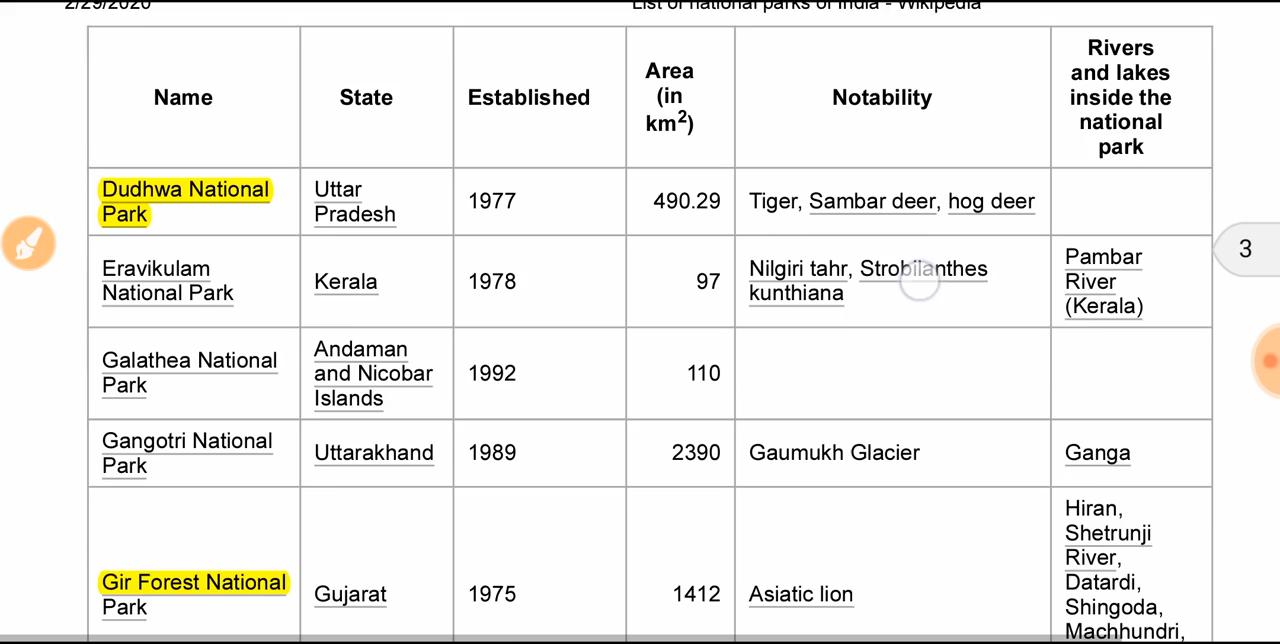 2/29/2020 List of national parks of India - Wikipedia
Name State Established Area (in km2) Notability Rivers and lakes inside the national park
Dudhwa National Park Uttar Pradesh 1977 490.29 Tiger, Sambar deer, hog deer
Eravikulam National Park Kerala 1978 97 Nilgiri tahr, Strobilanthes kunthiana Pambar River (Kerala)
Galathea National Park Andaman and Nicobar Islands 1992 110
Gangotri National Park Uttarakhand 1989 2390 Gaumukh Glacier Ganga
Gir Forest National Park Gujarat 1975 1412 Asiatic lion Hiran, Shetrunji River, Datardi, Shingoda, Machhundri,
3